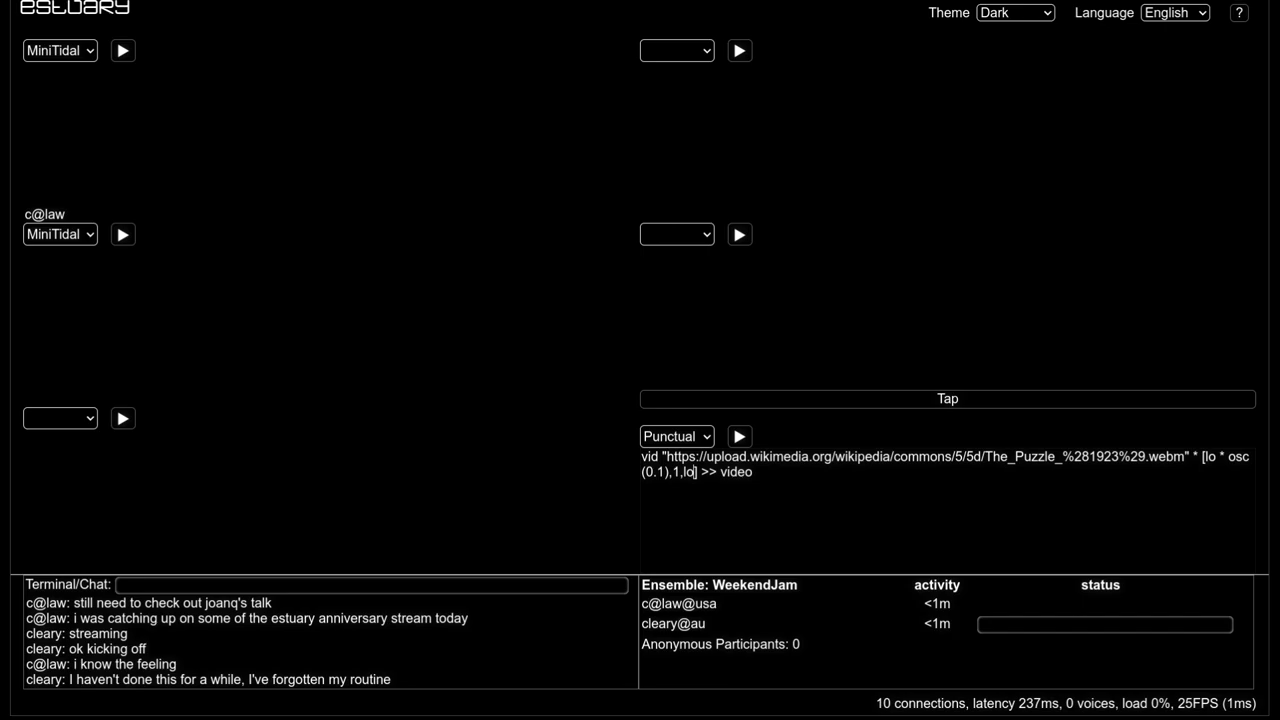 estuary
Theme Dark Language English ?
MiniTidal
c@law
MiniTidal
Tap
Punctual
vid "https://upload.wikimedia.org/wikipedia/commons/5/5d/The_Puzzle_%281923%29.webm" * [lo * osc
(0.1),1,lo] >> video
Terminal/Chat:
c@law: still need to check out joanq's talk
c@law: i was catching up on some of the estuary anniversary stream today
cleary: streaming
cleary: ok kicking off
c@law: i know the feeling
cleary: I haven't done this for a while, I've forgotten my routine
Ensemble: WeekendJam activity status
c@law@usa <1m
cleary@au <1m
Anonymous Participants: 0
10 connections, latency 237ms, 0 voices, load 0%, 25FPS (1ms)